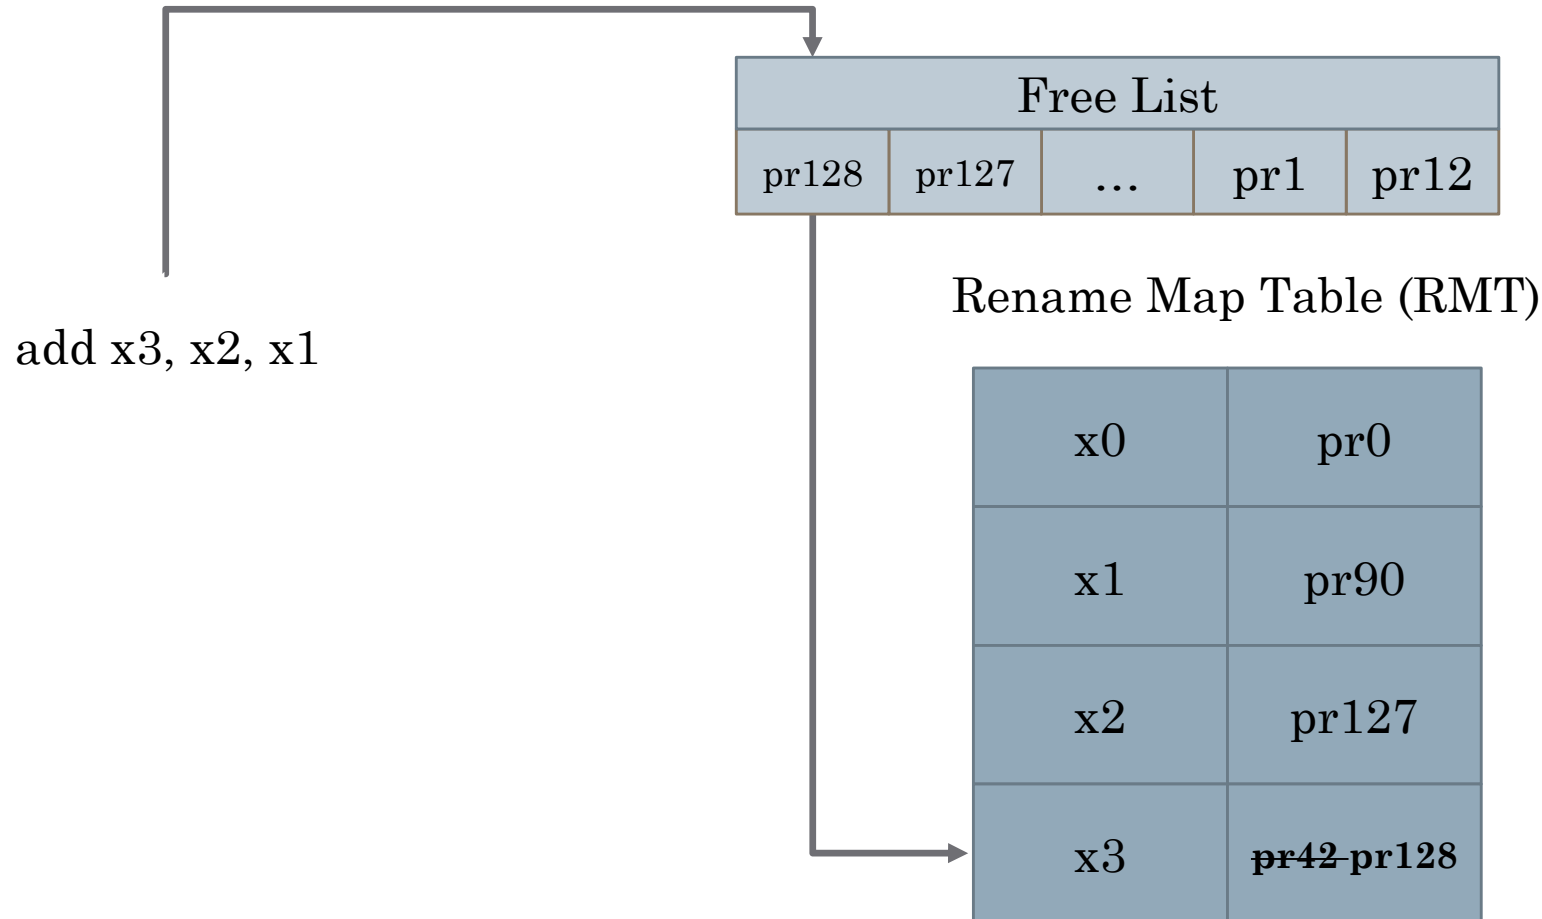 Free List
pr128 pr127 ... pr1 pr12
Rename Map Table (RMT)
add x3, x2, x1
x0 pr0
x1 pr90
x2 pr127
x3 pr42 pr128